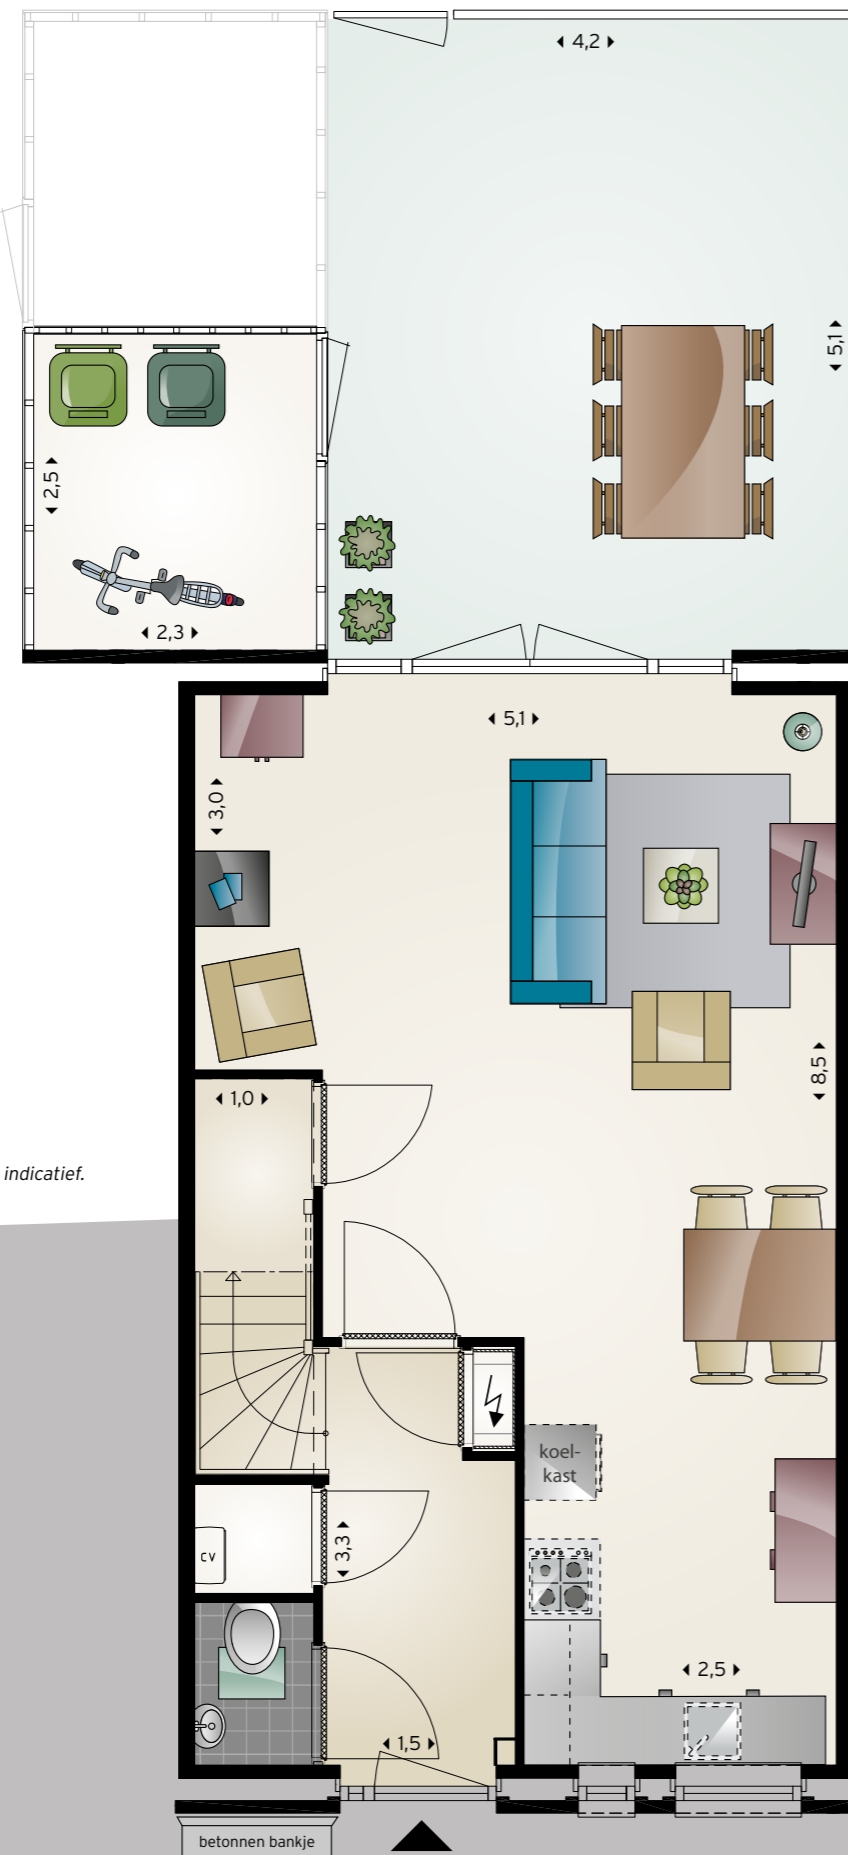 4,2
5,1
2,5
2,3
5,1
3,0
8,5
1,0
indicatief.
koel-
kast
CV
3,3
2,5
1,5
betonnen bankje